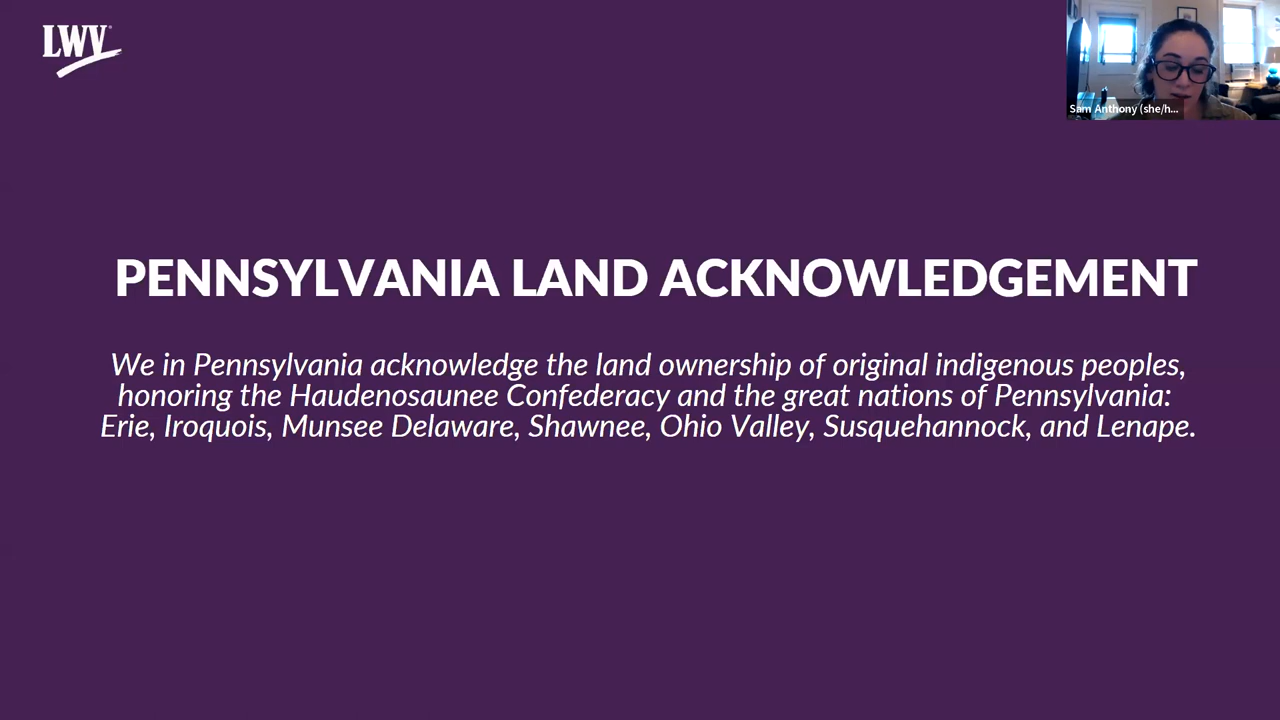 LWV
Sam Anthony (she/h...
PENNSYLVANIA LAND ACKNOWLEDGEMENT
We in Pennsylvania acknowledge the land ownership of original indigenous peoples,
honoring the Haudenosaunee Confederacy and the great nations of Pennsylvania:
Erie, Iroquois, Munsee Delaware, Shawnee, Ohio Valley, Susquehannock, and Lenape.